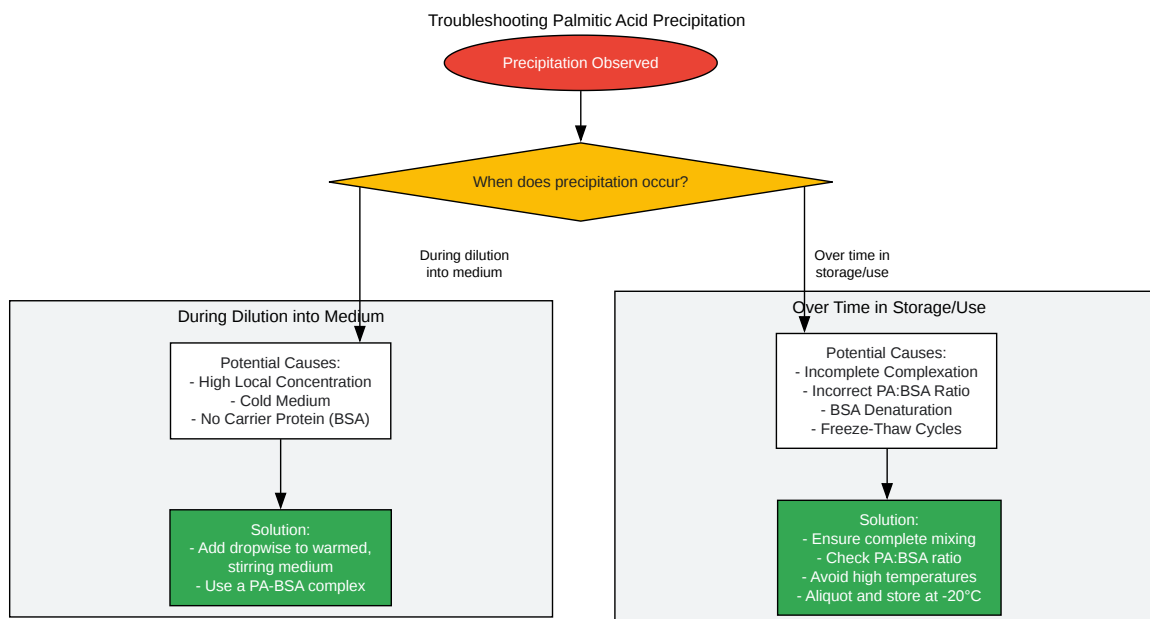 Troubleshooting Palmitic Acid Precipitation
Precipitation Observed
When does precipitation occur?
During dilution
into medium
Over time in
storage/use
During Dilution into Medium
Potential Causes:
- High Local Concentration
- Cold Medium
- No Carrier Protein (BSA)
Solution:
- Add dropwise to warmed,
stirring medium
- Use a PA-BSA complex
Over Time in Storage/Use
Potential Causes:
- Incomplete Complexation
- Incorrect PA:BSA Ratio
- BSA Denaturation
- Freeze-Thaw Cycles
Solution:
- Ensure complete mixing
- Check PA:BSA ratio
- Avoid high temperatures
- Aliquot and store at -20°C